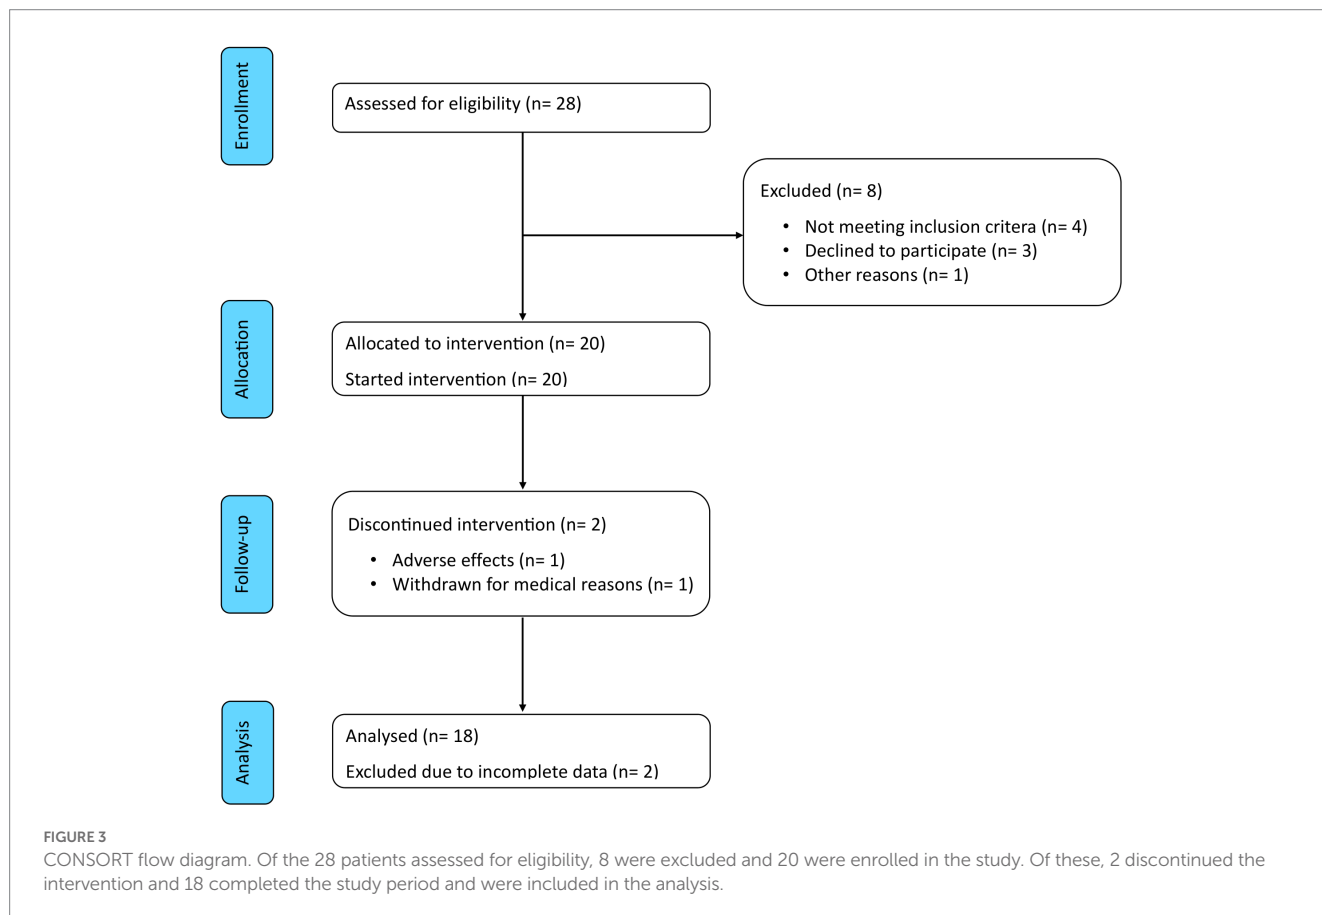 Enrollment
Assessed for eligibility (n= 28)
Excluded (n= 8)
• Not meeting inclusion critera (n= 4)
• Declined to participate (n= 3)
• Other reasons (n= 1)
Allocation
Allocated to intervention (n= 20)
Started intervention (n= 20)
Follow-up
Discontinued intervention (n= 2)
• Adverse effects (n= 1)
• Withdrawn for medical reasons (n= 1)
Analysis
Analysed (n= 18)
Excluded due to incomplete data (n= 2)
FIGURE 3
CONSORT flow diagram. Of the 28 patients assessed for eligibility, 8 were excluded and 20 were enrolled in the study. Of these, 2 discontinued the
intervention and 18 completed the study period and were included in the analysis.